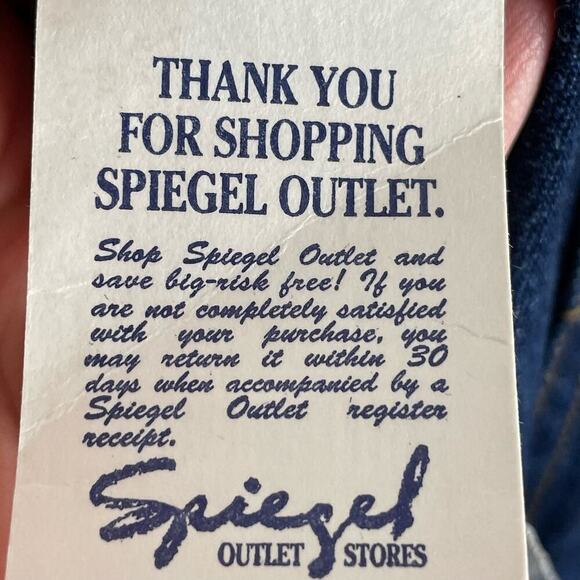 THANK YOU
FOR SHOPPING
SPIEGEL OUTLET.
Shop Spiegel Outlet and
save big-risk free! If you
are not completely satisfied
with your purchase, you
may return it within 30
days when accompanied by a
Spiegel Outlet register
receipt.
Spiegel
OUTLET STORES